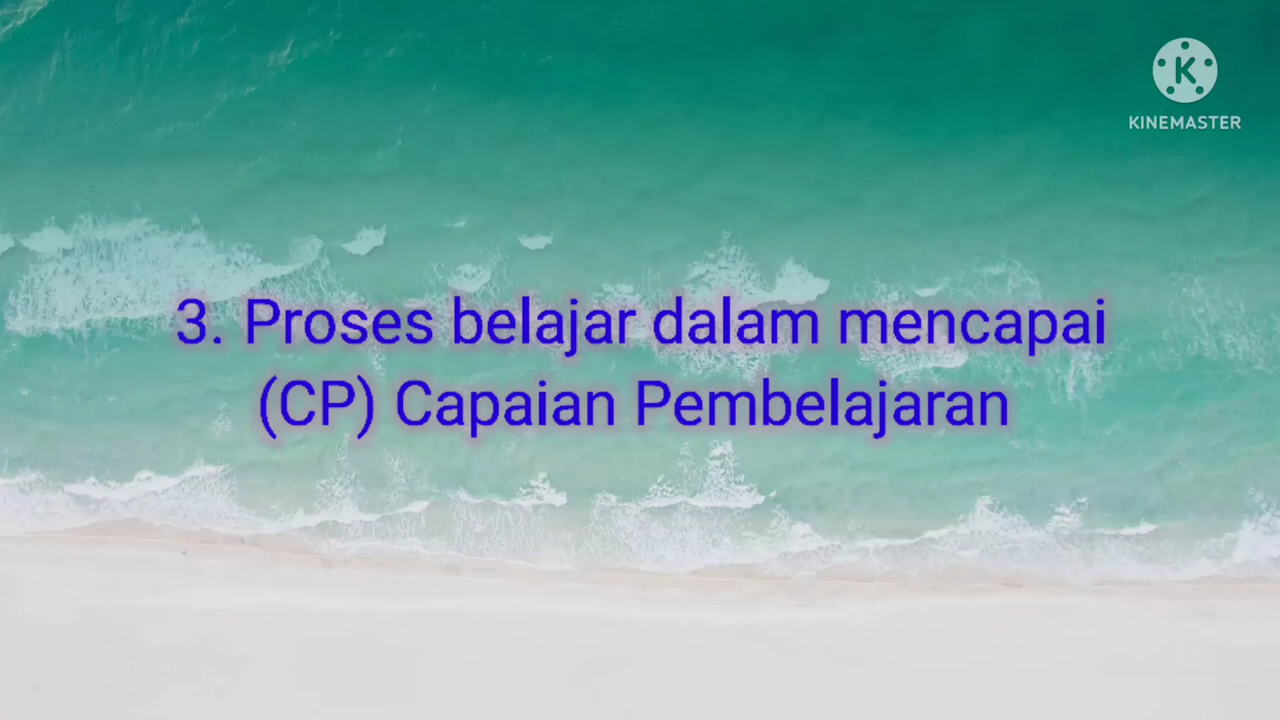 K
KINEMASTER
3. Proses belajar dalam mencapai
(CP) Capaian Pembelajaran